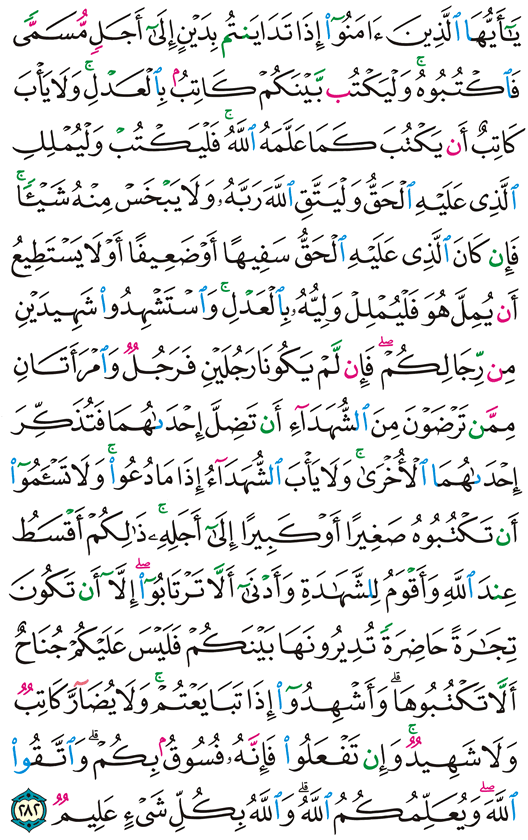 يَٰٓأَيُّهَا ٱلَّذِينَ ءَامَنُوٓا۟ إِذَا تَدَايَنتُم بِدَيْنٍ إِلَىٰٓ أَجَلٍ مُّسَمًّى
فَٱكْتُبُوهُ ۚ وَلْيَكْتُب بَّيْنَكُمْ كَاتِبٌۢ بِٱلْعَدْلِ ۚ وَلَا يَأْبَ
كَاتِبٌ أَن يَكْتُبَ كَمَا عَلَّمَهُ ٱللَّهُ ۚ فَلْيَكْتُبْ وَلْيُمْلِلِ
ٱلَّذِى عَلَيْهِ ٱلْحَقُّ وَلْيَتَّقِ ٱللَّهَ رَبَّهُۥ وَلَا يَبْخَسْ مِنْهُ شَيْـًٔا ۚ
فَإِن كَانَ ٱلَّذِى عَلَيْهِ ٱلْحَقُّ سَفِيهًا أَوْ ضَعِيفًا أَوْ لَا يَسْتَطِيعُ
أَن يُمِلَّ هُوَ فَلْيُمْلِلْ وَلِيُّهُۥ بِٱلْعَدْلِ ۚ وَٱسْتَشْهِدُوا۟ شَهِيدَيْنِ
مِن رِّجَالِكُمْ ۖ فَإِن لَّمْ يَكُونَا رَجُلَيْنِ فَرَجُلٌ وَٱمْرَأَتَانِ
مِمَّن تَرْضَوْنَ مِنَ ٱلشُّهَدَآءِ أَن تَضِلَّ إِحْدَىٰهُمَا فَتُذَكِّرَ
إِحْدَىٰهُمَا ٱلْأُخْرَىٰ ۚ وَلَا يَأْبَ ٱلشُّهَدَآءُ إِذَا مَا دُعُوا۟ ۚ وَلَا تَسْـَٔمُوٓا۟
أَن تَكْتُبُوهُ صَغِيرًا أَوْ كَبِيرًا إِلَىٰٓ أَجَلِهِۦ ۚ ذَٰلِكُمْ أَقْسَطُ
عِندَ ٱللَّهِ وَأَقْوَمُ لِلشَّهَٰدَةِ وَأَدْنَىٰٓ أَلَّا تَرْتَابُوٓا۟ ۖ إِلَّآ أَن تَكُونَ
تِجَٰرَةً حَاضِرَةً تُدِيرُونَهَا بَيْنَكُمْ فَلَيْسَ عَلَيْكُمْ جُنَاحٌ
أَلَّا تَكْتُبُوهَا ۗ وَأَشْهِدُوٓا۟ إِذَا تَبَايَعْتُمْ ۚ وَلَا يُضَآرَّ كَاتِبٌ
وَلَا شَهِيدٌ ۚ وَإِن تَفْعَلُوا۟ فَإِنَّهُۥ فُسُوقٌۢ بِكُمْ ۗ وَٱتَّقُوا۟
ٱللَّهَ ۖ وَيُعَلِّمُكُمُ ٱللَّهُ ۗ وَٱللَّهُ بِكُلِّ شَىْءٍ عَلِيمٌ ٢٨٢